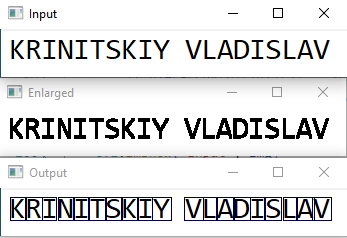 Input
KRINITSKIY VLADISLAV
Enlarged
KRINITSKIY VLADISLAV
Output
KRINITSKIY VLADISLAV